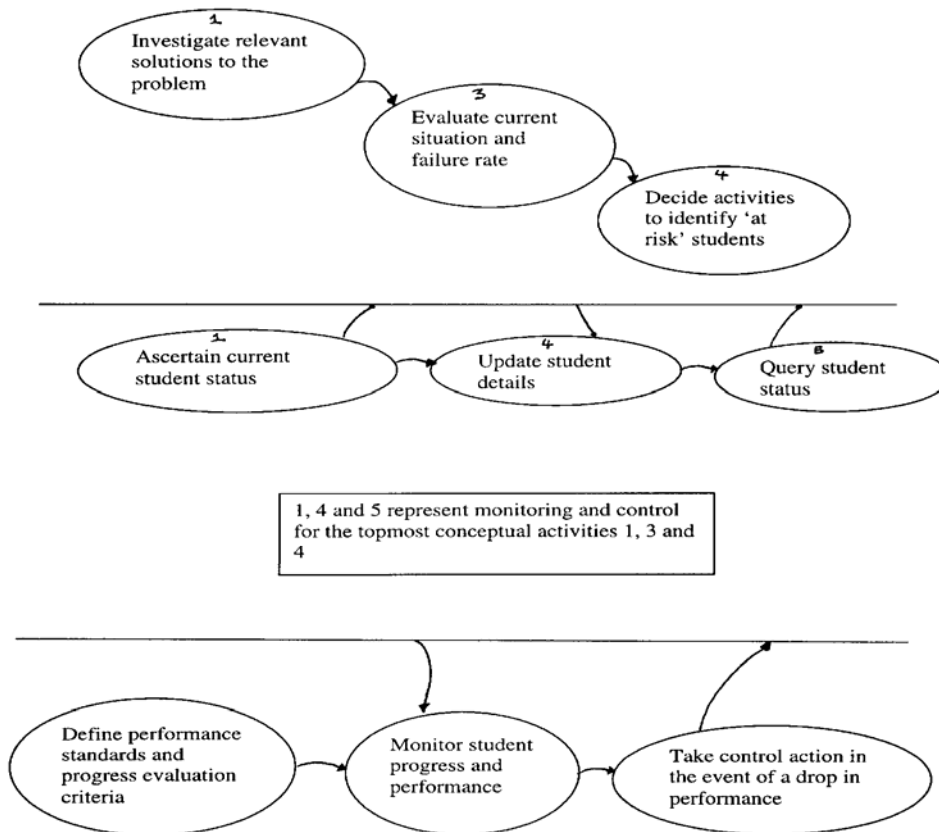 1
Investigate relevant
solutions to the
problem
3
Evaluate current
situation and
failure rate
4
Decide activities
to identify ‘at
risk’ students
1
Ascertain current
student status
4
Update student
details
5
Query student
status
1, 4 and 5 represent monitoring and control
for the topmost conceptual activities 1, 3 and
4
Define performance
standards and
progress evaluation
criteria
Monitor student
progress and
performance
Take control action in
the event of a drop in
performance